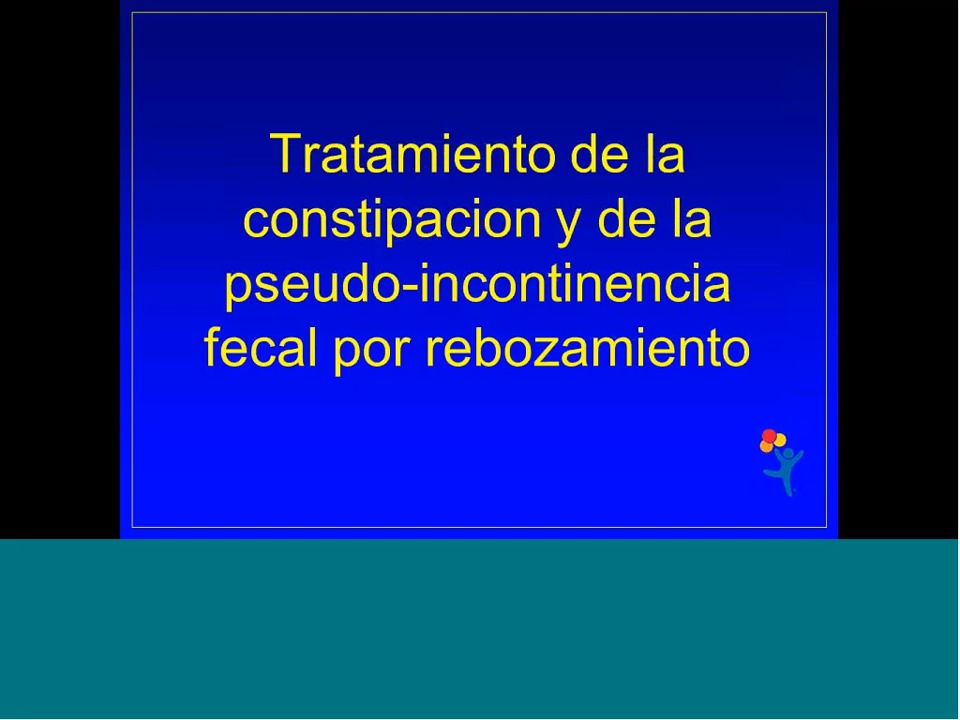 Tratamiento de la
constipacion y de la
pseudo-incontinencia
fecal por rebozamiento